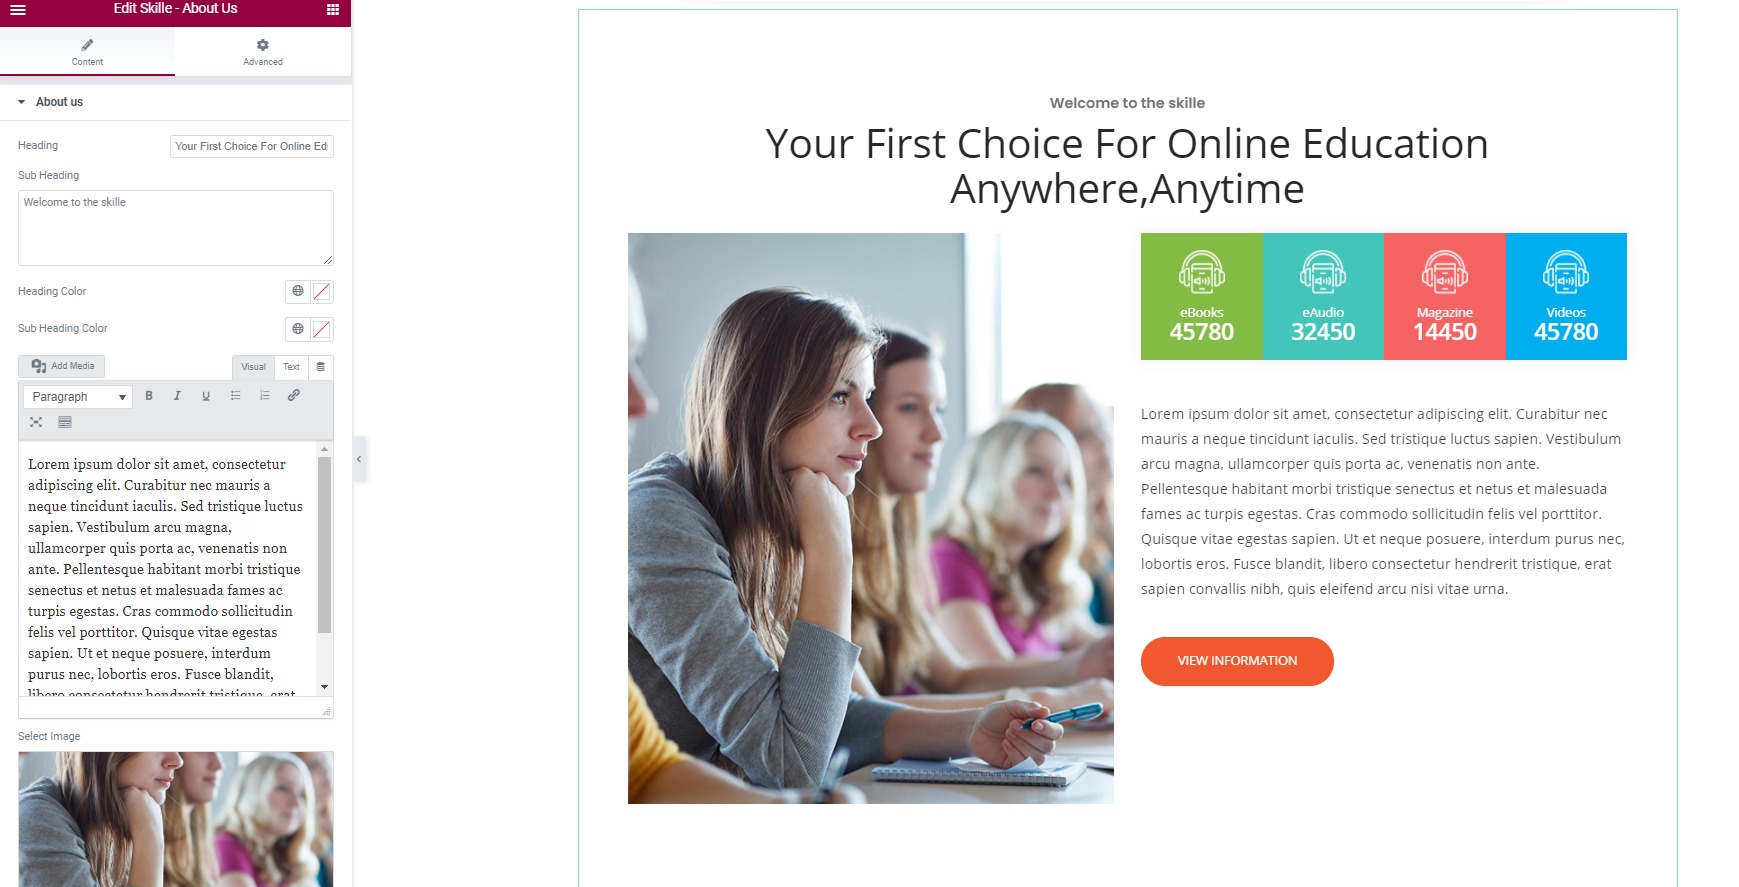 Edit Skille - About Us
Content
Advanced
About us
Heading
Your First Choice For Online Ed
Sub Heading
Welcome to the skille
Heading Color
Sub Heading Color
Add Media
Visual
Text
Paragraph
B
I
U
Lorem ipsum dolor sit amet, consectetur
adipiscing elit. Curabitur nec mauris a
neque tincidunt iaculis. Sed tristique luctus
sapien. Vestibulum arcu magna,
ullamcorper quis porta ac, venenatis non
ante. Pellentesque habitant morbi tristique
senectus et netus et malesuada fames ac
turpis egestas. Cras commodo sollicitudin
felis vel porttitor. Quisque vitae egestas
sapien. Ut et neque posuere, interdum
purus nec, lobortis eros. Fusce blandit,
libero consectetur hendrerit tristique, erat
Select Image
Welcome to the skille
Your First Choice For Online Education
Anywhere,Anytime
eBooks
45780
eAudio
32450
Magazine
14450
Videos
45780
Lorem ipsum dolor sit amet, consectetur adipiscing elit. Curabitur nec
mauris a neque tincidunt iaculis. Sed tristique luctus sapien. Vestibulum
arcu magna, ullamcorper quis porta ac, venenatis non ante.
Pellentesque habitant morbi tristique senectus et netus et malesuada
fames ac turpis egestas. Cras commodo sollicitudin felis vel porttitor.
Quisque vitae egestas sapien. Ut et neque posuere, interdum purus nec,
lobortis eros. Fusce blandit, libero consectetur hendrerit tristique, erat
sapien convallis nibh, quis eleifend arcu nisi vitae urna.
VIEW INFORMATION